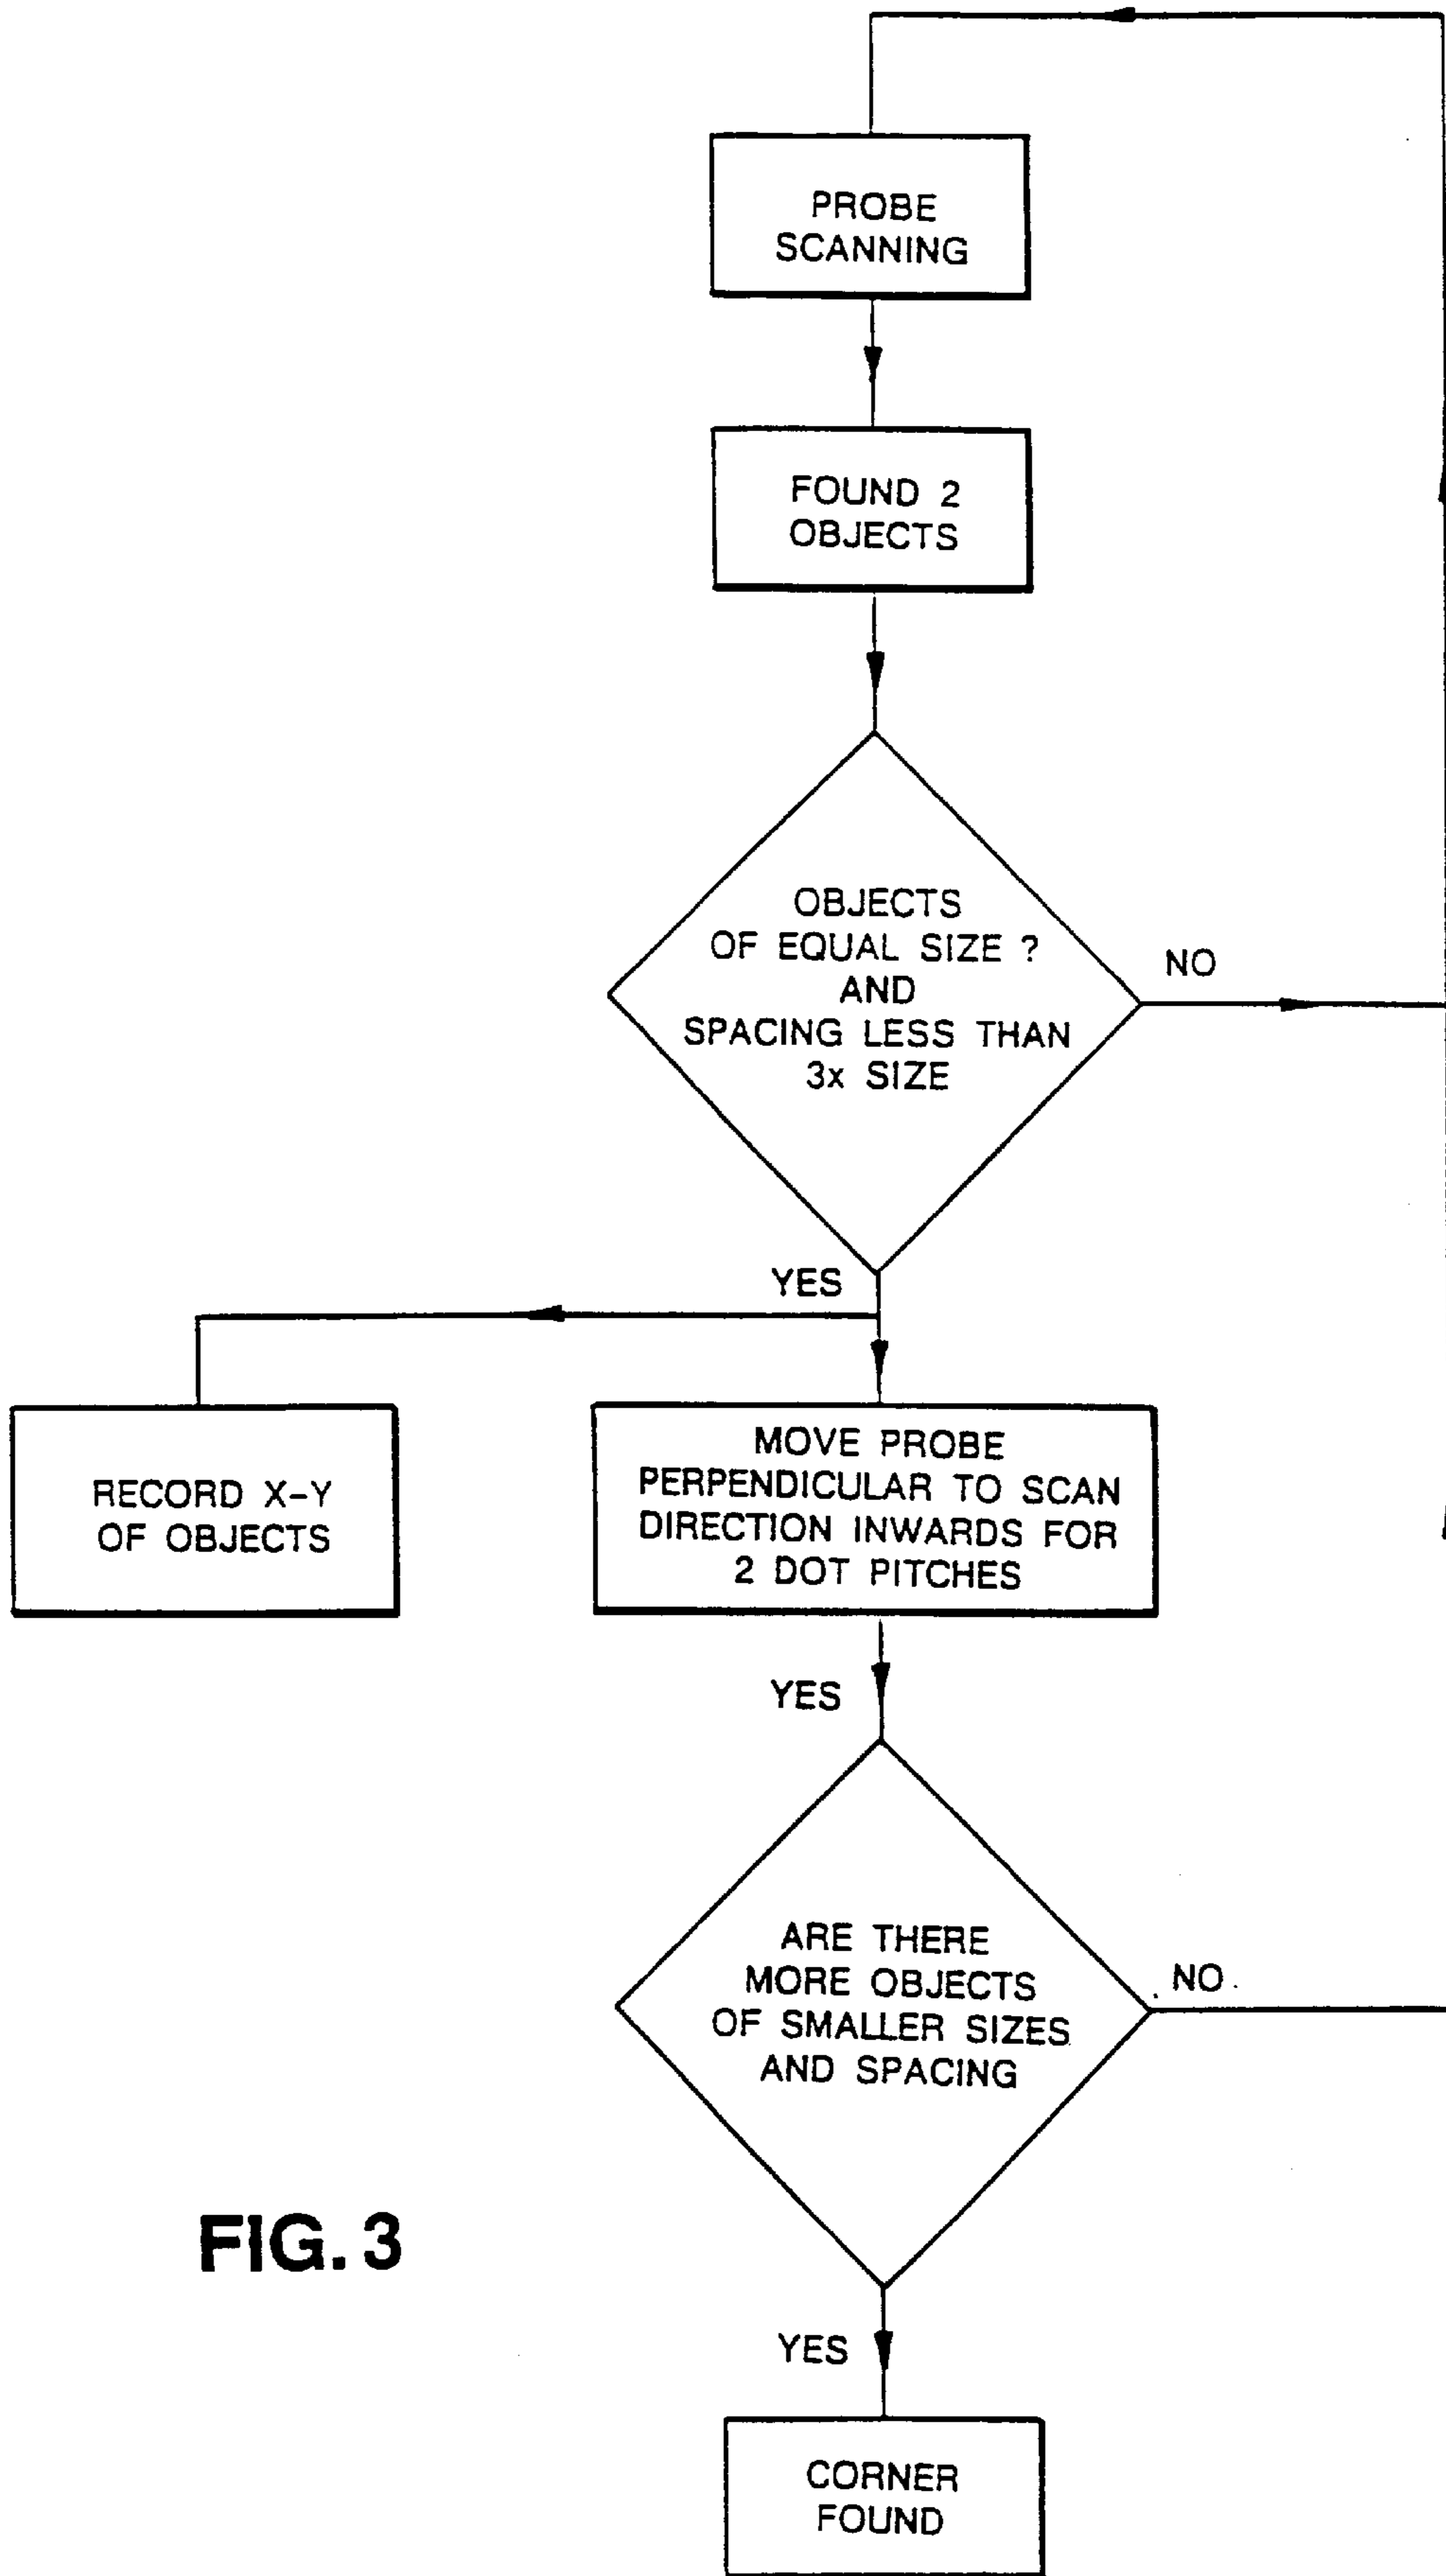 PROBE
SCANNING
FOUND 2
OBJECTS
OBJECTS
OF EQUAL SIZE ?
AND
SPACING LESS THAN
3x SIZE
NO
YES
RECORD X-Y
OF OBJECTS
MOVE PROBE
PERPENDICULAR TO SCAN
DIRECTION INWARDS FOR
2 DOT PITCHES
YES
ARE THERE
MORE OBJECTS
OF SMALLER SIZES
AND SPACING
NO
YES
CORNER
FOUND
FIG. 3